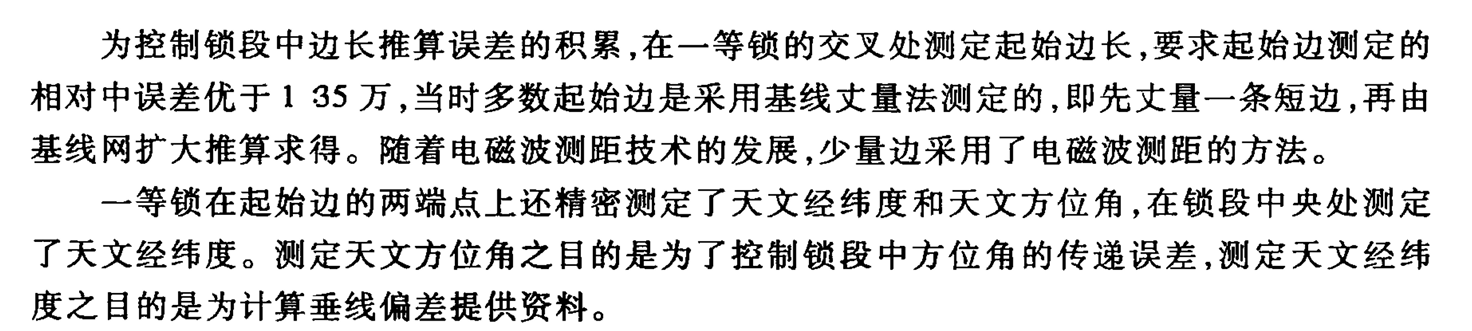 为控制锁段中边长推算误差的积累,在一等锁的交叉处测定起始边长,要求起始边测定的
相对中误差优于1 35万,当时多数起始边是采用基线丈量法测定的,即先丈量一条短边,再由
基线网扩大推算求得。随着电磁波测距技术的发展,少量边采用了电磁波测距的方法。
一等锁在起始边的两端点上还精密测定了天文经纬度和天文方位角,在锁段中央处测定
了天文经纬度。测定天文方位角之目的是为了控制锁段中方位角的传递误差,测定天文经纬
度之目的是为计算垂线偏差提供资料。